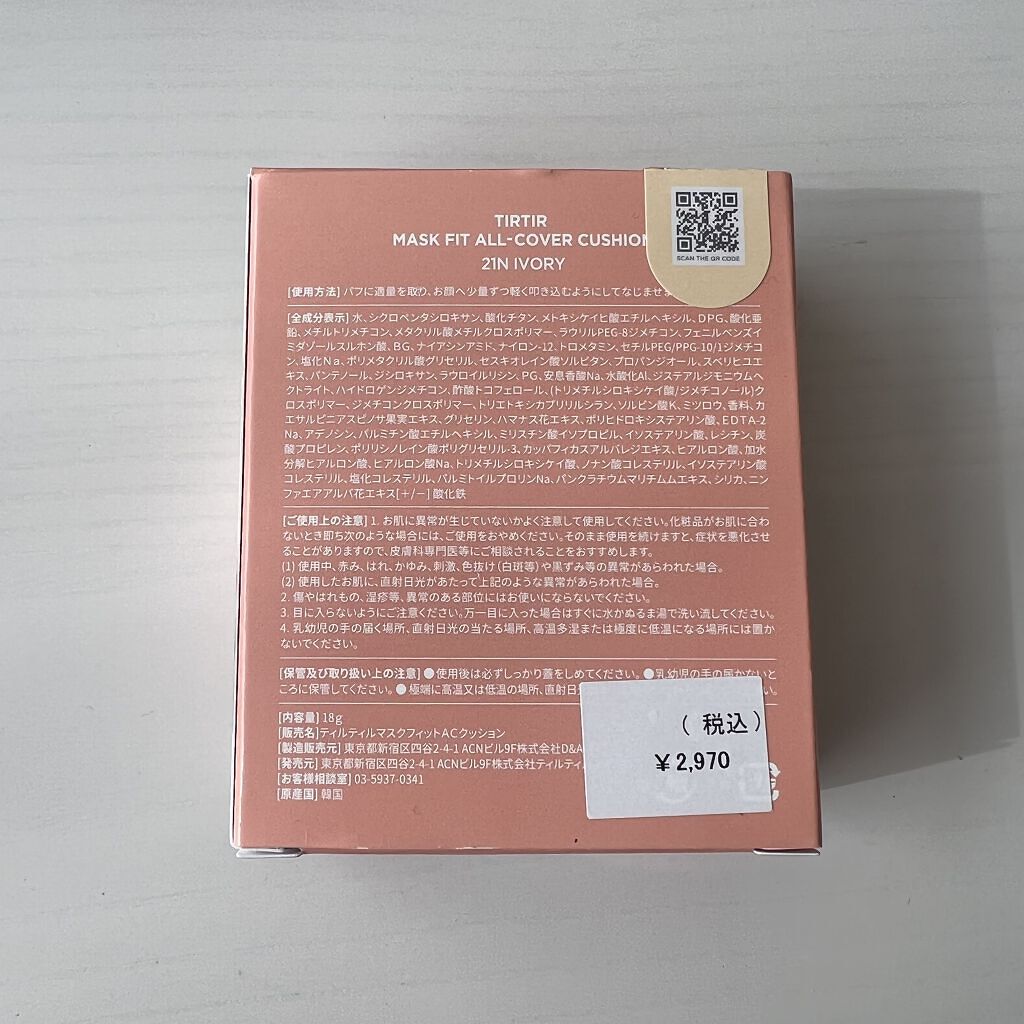 TIRTIR
MASK FIT ALL-COVER CUSHION
21N IVORY
SCAN THE QR CODE
[使用方法] パフに適量を取り、お顔へ少量ずつ軽く叩き込むようにしてなじませ
[全成分表示] 水、シクロペンタシロキサン、酸化チタン、メトキシケイヒ酸エチルヘキシル、DPG、酸化亜
鉛、メチルトリメチコン、メタクリル酸メチルクロスポリマー、ラウリルPEG-8ジメチコン、フェニルベンズイ
ミダゾールスルホン酸、BG、ナイアシンアミド、ナイロン-12、トロメタミン、セチルPEG/PPG-10/1ジメチコ
ン、塩化Na、ポリメタクリル酸グリセリル、セスキオレイン酸ソルビタン、プロパンジオール、スベリヒユエ
キス、パンテノール、ジシロキサン、ラウロイルリシン、PG、安息香酸Na、水酸化Al、ジステアルジモニウムヘ
クトライト、ハイドロゲンジメチコン、酢酸トコフェロール、(トリメチルシロキシケイ酸/ジメチコノール)ク
ロスポリマー、ジメチコンクロスポリマー、トリエトキシカプリリルシラン、ソルビン酸K、ミツロウ、香料、カ
エサルピニアスピノサ果実エキス、グリセリン、ハマナス花エキス、ポリヒドロキシステアリン酸、EDTA-2
Na、アデノシン、パルミチン酸エチルヘキシル、ミリスチン酸イソプロピル、イソステアリン酸、レシチン、炭
酸プロピレン、ポリリシノレイン酸ポリグリセリル-3、カッパフィカスアルバレジエキス、ヒアルロン酸、加水
分解ヒアルロン酸、ヒアルロン酸Na、トリメチルシロキシケイ酸、ノナン酸コレステリル、イソステアリン酸
コレステリル、塩化コレステリル、パルミトイルプロリンNa、パンクラチウムマリチムムエキス、シリカ、ニン
ファエアアルバ花エキス[+/−] 酸化鉄
[ご使用上の注意] 1. お肌に異常が生じていないかよく注意して使用してください。化粧品がお肌に合わ
ないとき即ち次のような場合には、ご使用をおやめください。そのまま使用を続けますと、症状を悪化させ
ることがありますので、皮膚科専門医等にご相談されることをおすすめします。
(1) 使用中、赤み、はれ、かゆみ、刺激、色抜け(白斑等)や黒ずみ等の異常があらわれた場合。
(2) 使用したお肌に、直射日光があたって上記のような異常があらわれた場合。
2. 傷やはれもの、湿疹等、異常のある部位にはお使いにならないでください。
3. 目に入らないようにご注意ください。万一目に入った場合はすぐに水かぬるま湯で洗い流してください。
4. 乳幼児の手の届く場所、直射日光の当たる場所、高温多湿または極度に低温になる場所には置か
ないでください。
[保管及び取り扱い上の注意] ●使用後は必ずしっかり蓋をしめてください。●乳幼児の手の届かないと
ころに保管してください。●極端に高温又は低温の場所、直射日
[内容量] 18g
[販売名] ティルティルマスクフィットACクッション
[製造販売元] 東京都新宿区四谷2-4-1 ACNビル9F株式会社D&A
[発売元] 東京都新宿区四谷2-4-1 ACNビル9F株式会社ティルティ
[お客様相談室] 03-5937-0341
[原産国] 韓国
(税込)
¥2,970